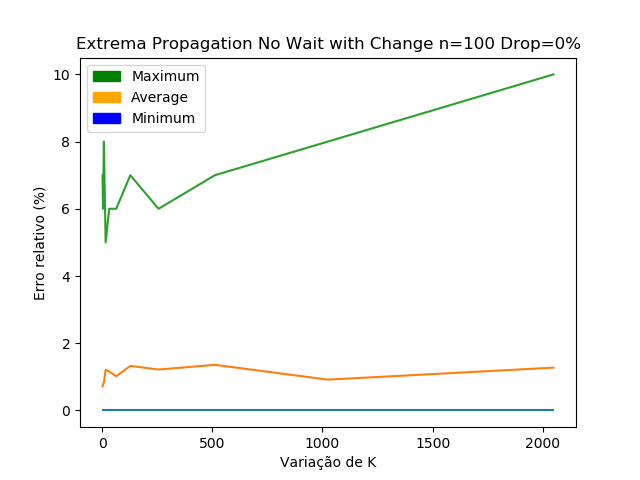 Extrema Propagation No Wait with Change n=100 Drop=0%
Maximum
Average
Minimum
10
8
6
4
2
0
Erro relativo (%)
0 500 1000 1500 2000
Variação de K